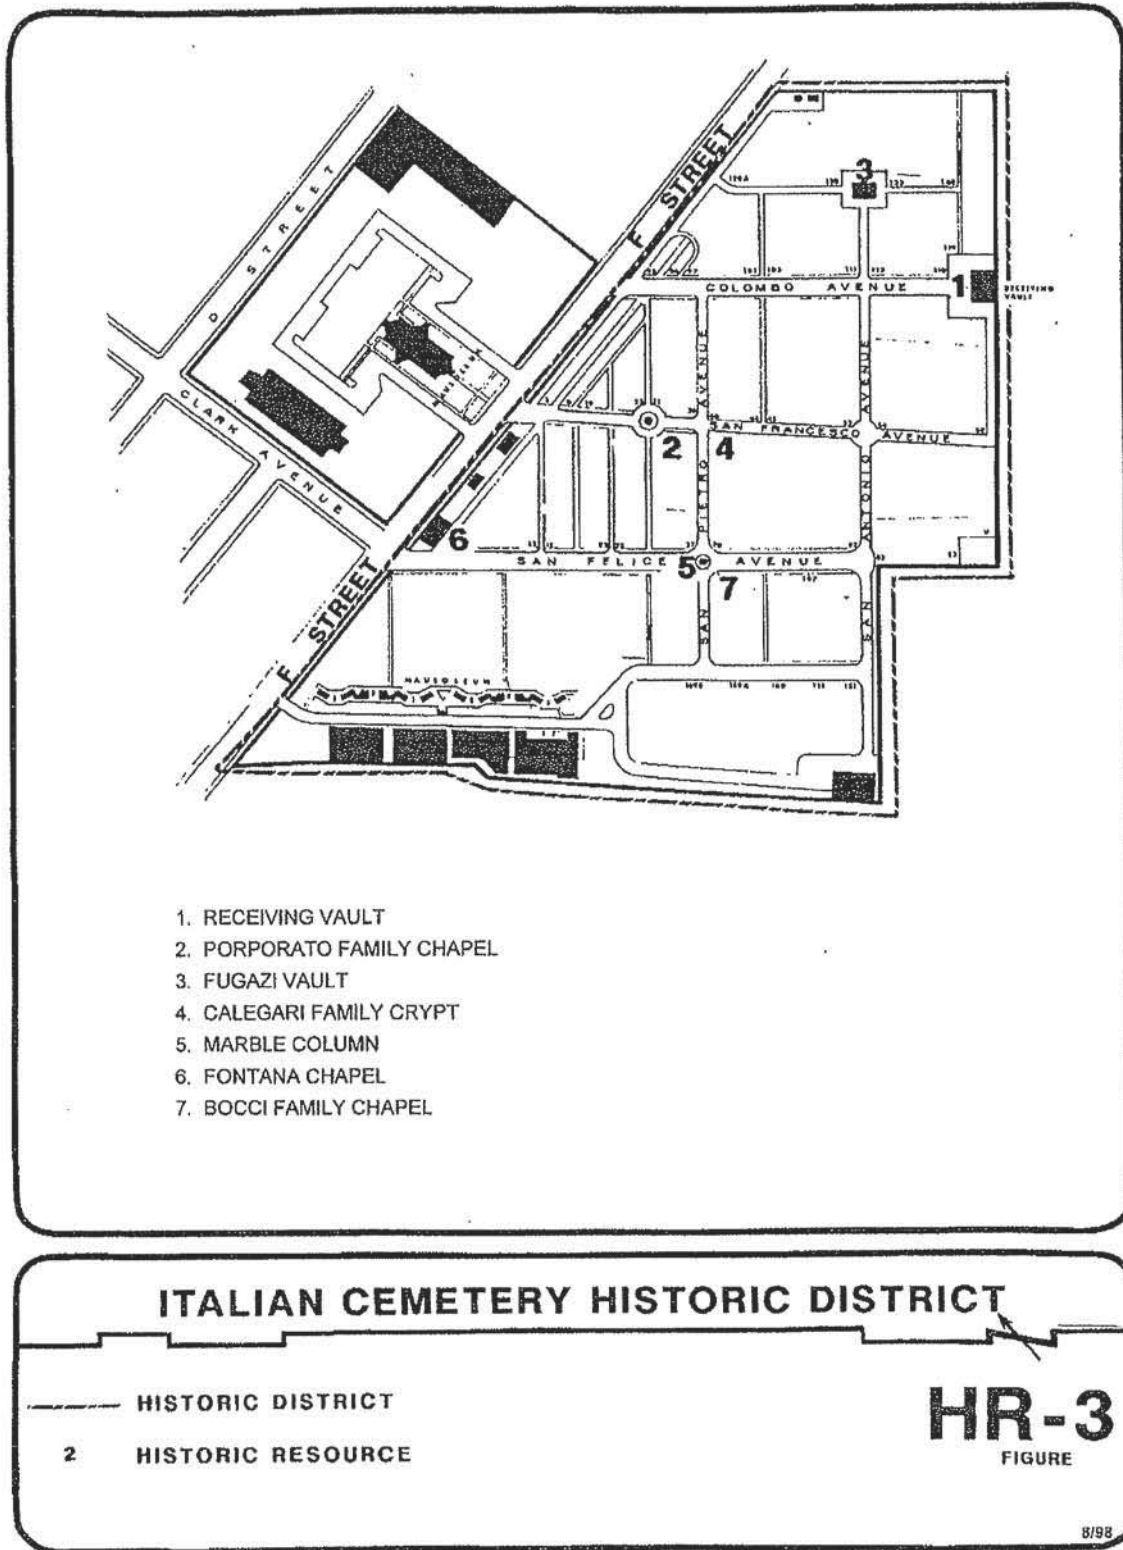 F STREET
D STREET
CLARK AVENUE
3
1
RECEIVING
VAULT
COLOMBO AVENUE
2
4
SAN FRANCESCO AVENUE
SAN PIETRO AVENUE
SAN ANTONIO AVENUE
6
SAN FELICE AVENUE
5
7
F STREET
MAUSOLEUM
1. RECEIVING VAULT
2. PORPORATO FAMILY CHAPEL
3. FUGAZI VAULT
4. CALEGARI FAMILY CRYPT
5. MARBLE COLUMN
6. FONTANA CHAPEL
7. BOCCI FAMILY CHAPEL
ITALIAN CEMETERY HISTORIC DISTRICT
HISTORIC DISTRICT
2 HISTORIC RESOURCE
HR-3
FIGURE
8/98